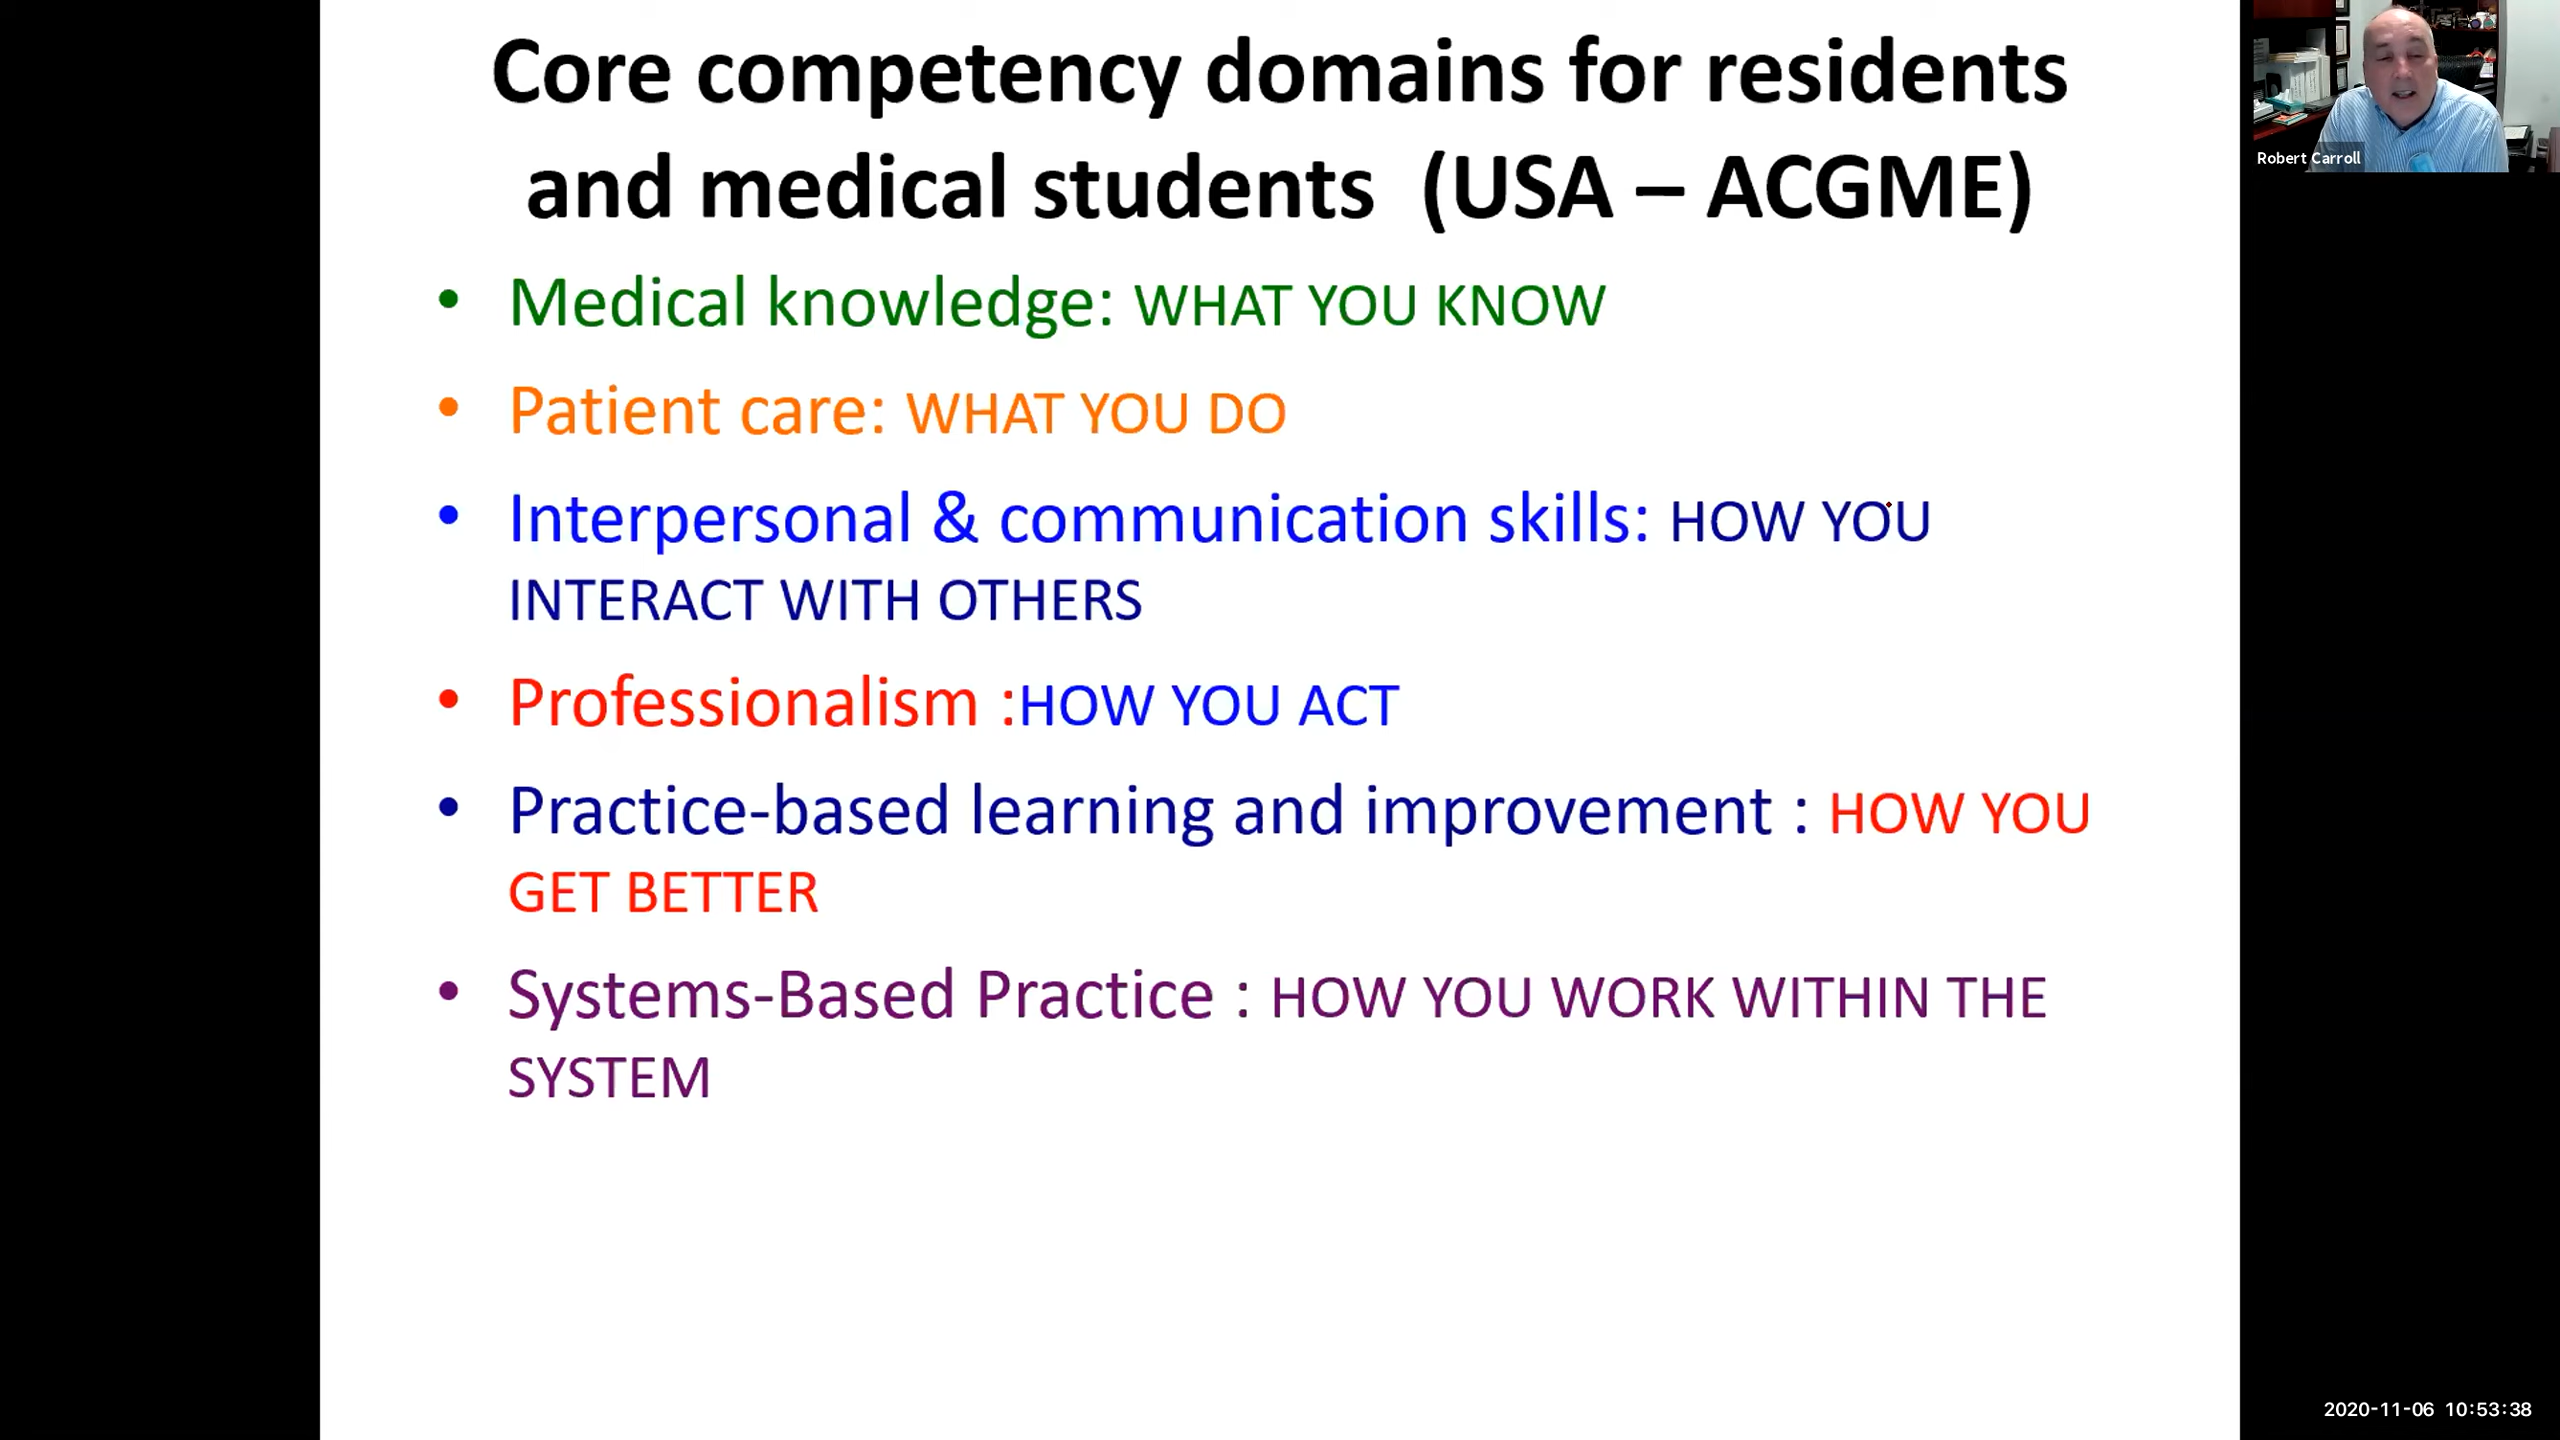 Core competency domains for residents
and medical students (USA – ACGME)
• Medical knowledge: WHAT YOU KNOW
• Patient care: WHAT YOU DO
• Interpersonal & communication skills: HOW YOU
INTERACT WITH OTHERS
• Professionalism :HOW YOU ACT
• Practice-based learning and improvement : HOW YOU
GET BETTER
• Systems-Based Practice : HOW YOU WORK WITHIN THE
SYSTEM
Robert Carroll
2020-11-06 10:53:38